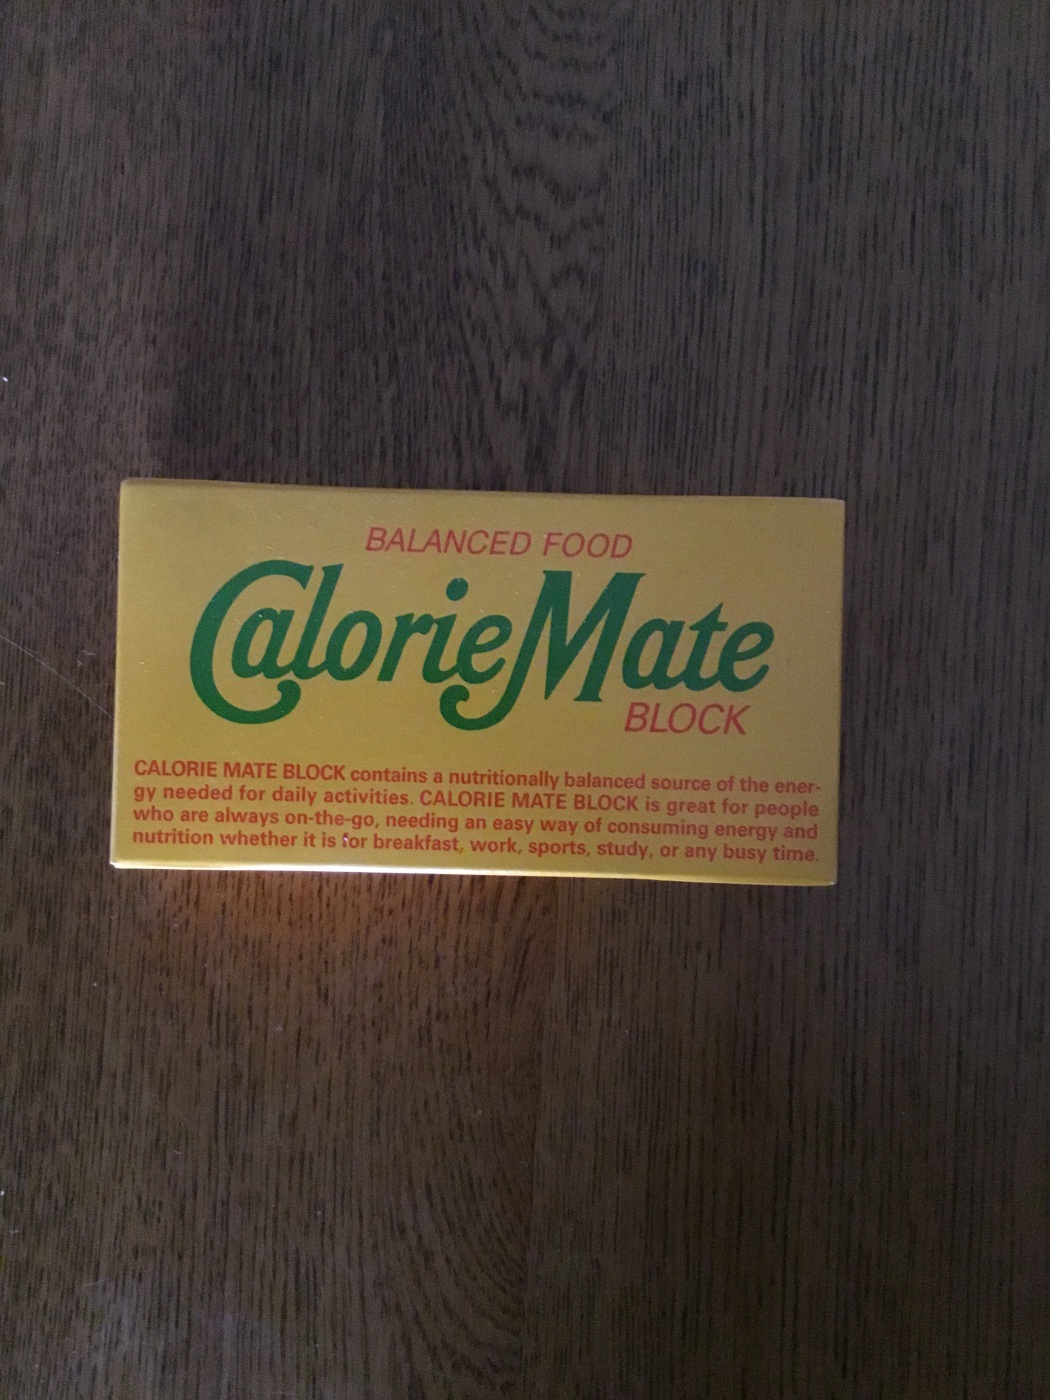 BALANCED FOOD
CalorieMate
BLOCK
CALORIE MATE BLOCK contains a nutritionally balanced source of the ener-
gy needed for daily activities. CALORIE MATE BLOCK is great for people
who are always on-the-go, needing an easy way of consuming energy and
nutrition whether it is for breakfast, work, sports, study, or any busy time.